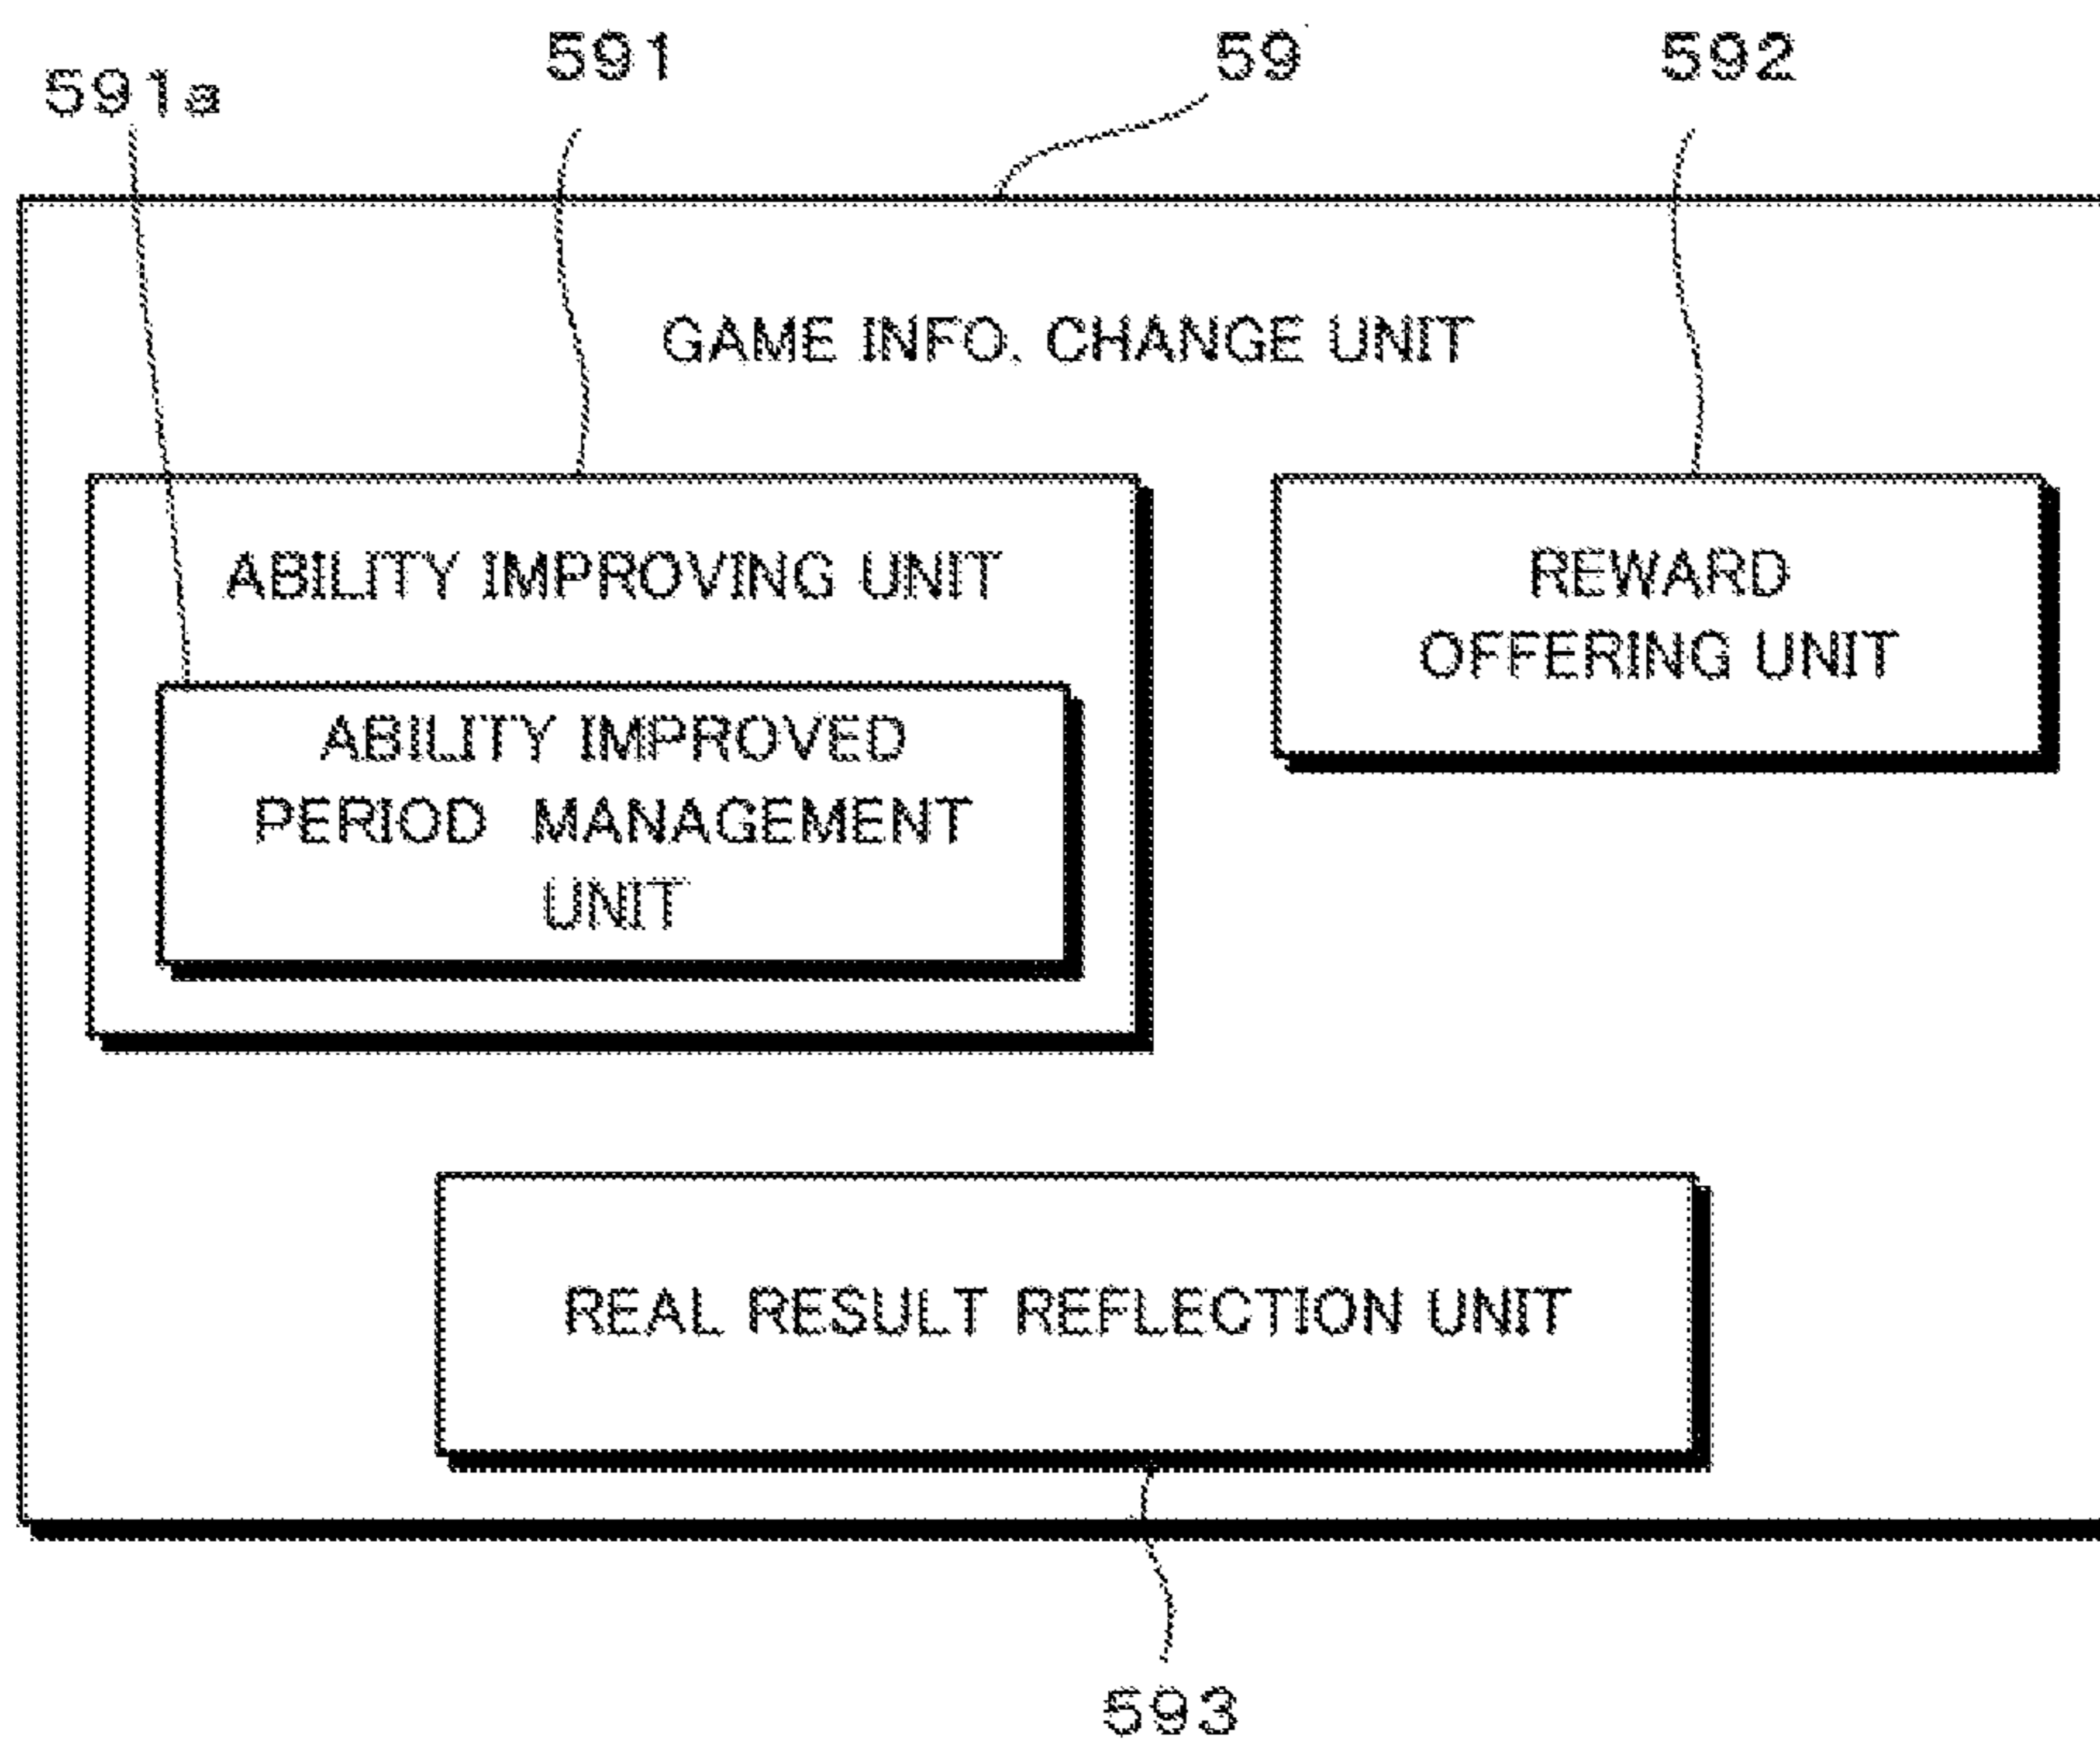 591a
591
59
592
GAME INFO. CHANGE UNIT
ABILITY IMPROVING UNIT
ABILITY IMPROVED
PERIOD MANAGEMENT
UNIT
REWARD
OFFERING UNIT
REAL RESULT REFLECTION UNIT
593